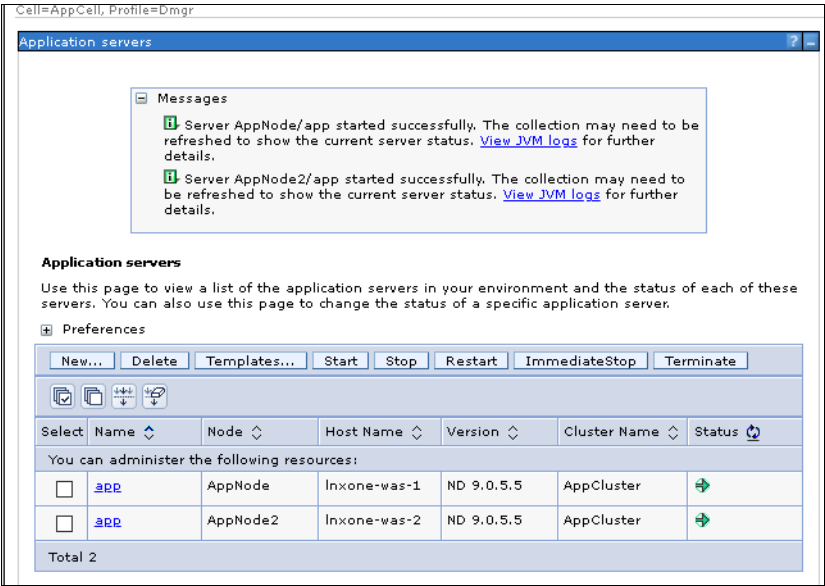 Cell=AppCell, Profile=Dmgr
Application servers ? -
Messages
Server AppNode/app started successfully. The collection may need to be
refreshed to show the current server status. View JVM logs for further
details.
Server AppNode2/app started successfully. The collection may need to
be refreshed to show the current server status. View JVM logs for further
details.
Application servers
Use this page to view a list of the application servers in your environment and the status of each of these
servers. You can also use this page to change the status of a specific application server.
Preferences
New... Delete Templates... Start Stop Restart ImmediateStop Terminate
Select Name Node Host Name Version Cluster Name Status
You can administer the following resources:
app AppNode lnxone-was-1 ND 9.0.5.5 AppCluster
app AppNode2 lnxone-was-2 ND 9.0.5.5 AppCluster
Total 2